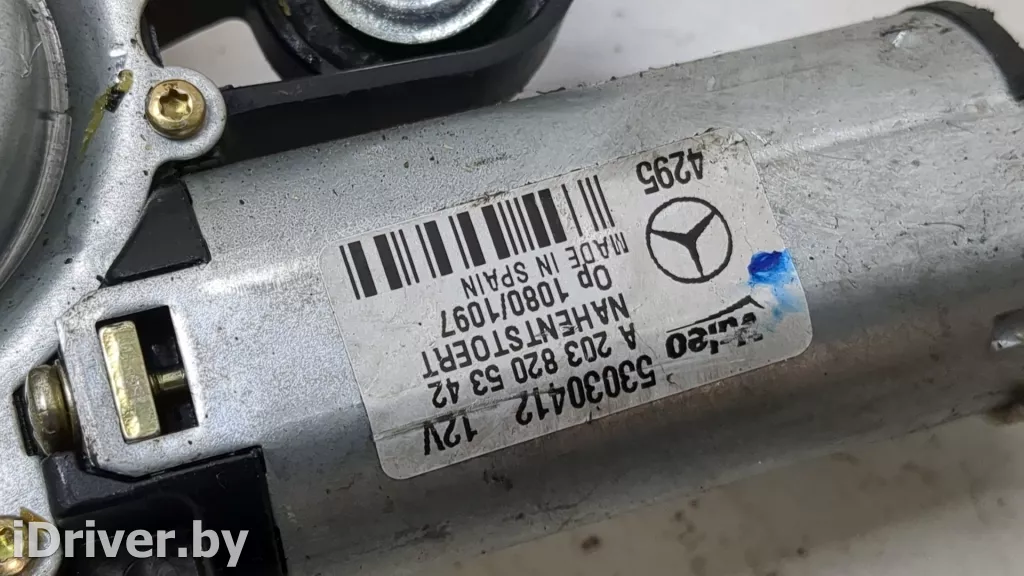 Valeo
53030412 12V
A 203 820 53 42
NAHENTSTOERT
Op 1080/1097
MADE IN SPAIN
4295
iDriver.by